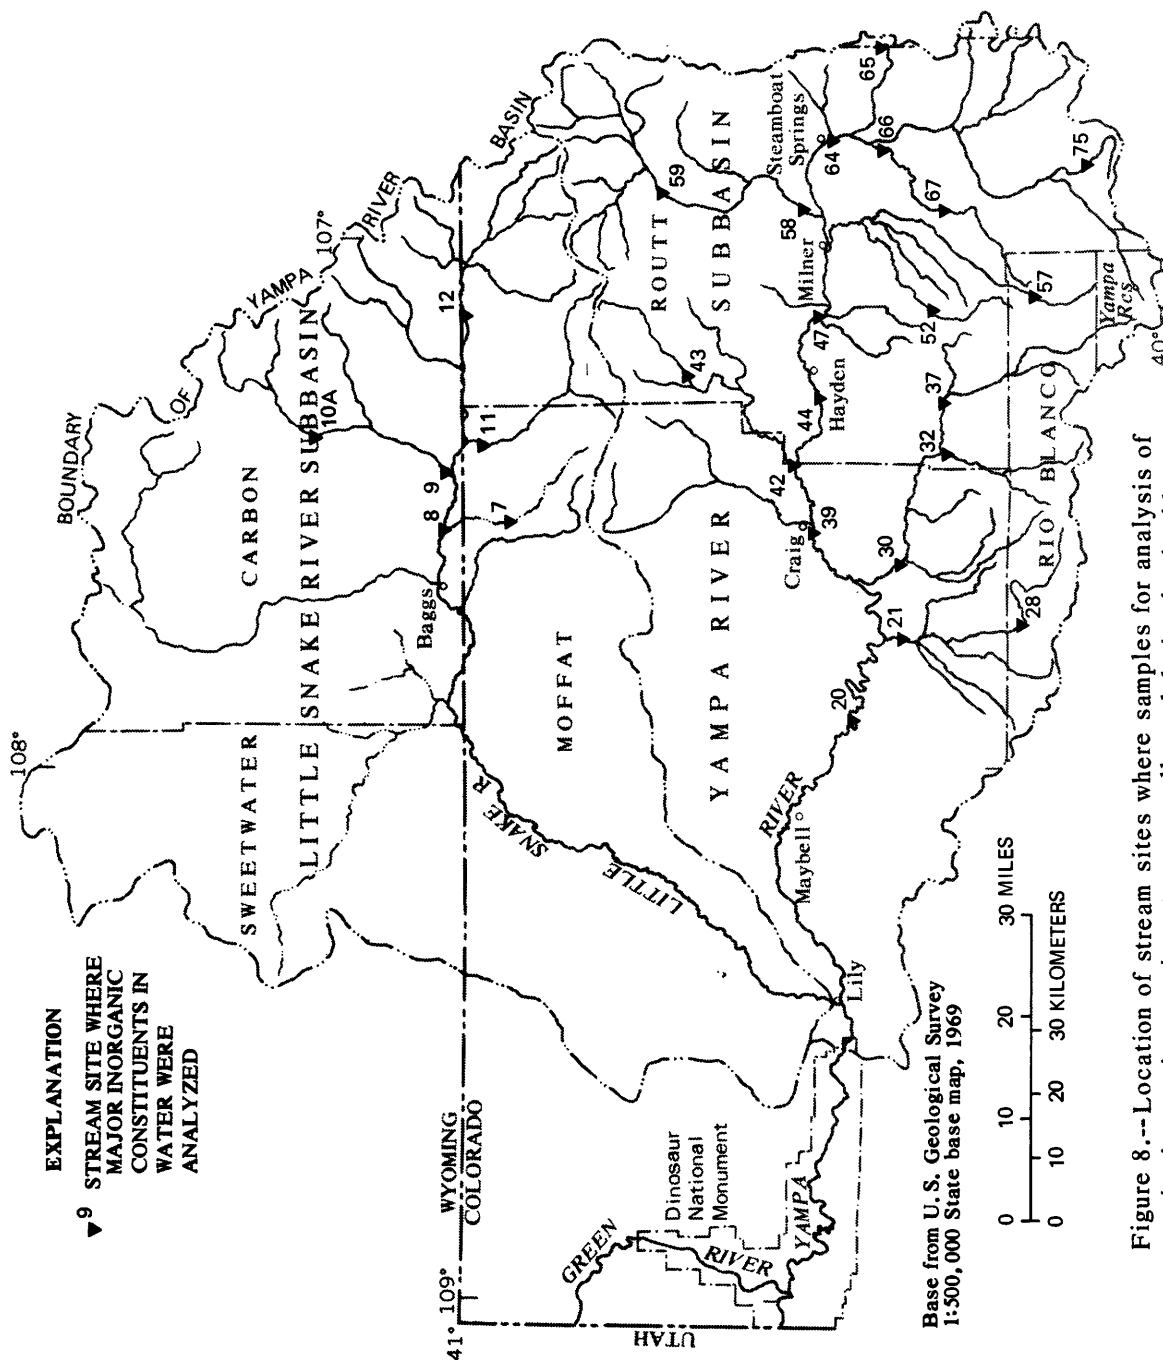 EXPLANATION
9 STREAM SITE WHERE
MAJOR INORGANIC
CONSTITUENTS IN
WATER WERE
ANALYZED
109°
108°
107°
41°
40°
BOUNDARY OF YAMPA RIVER BASIN
SWEETWATER
CARBON
LITTLE SNAKE RIVER SUBBASIN
WYOMING
COLORADO
UTAH
Baggs
8
9
10A
12
7
11
MOFFAT
ROUTT
LITTLE SNAKE R
YAMPA RIVER SUBBASIN
GREEN RIVER
Dinosaur
National
Monument
YAMPA RIVER
Lily
Maybell
20
21
28
30
Craig
39
42
43
44
Hayden
47
Milner
58
59
Steamboat
Springs
64
65
66
67
75
52
57
37
32
RIO BLANCO
Yampa
Res
Base from U. S. Geological Survey
1:500,000 State base map, 1969
0 10 20 30 MILES
0 10 20 30 KILOMETERS
Figure 8.--Location of stream sites where samples for analysis of